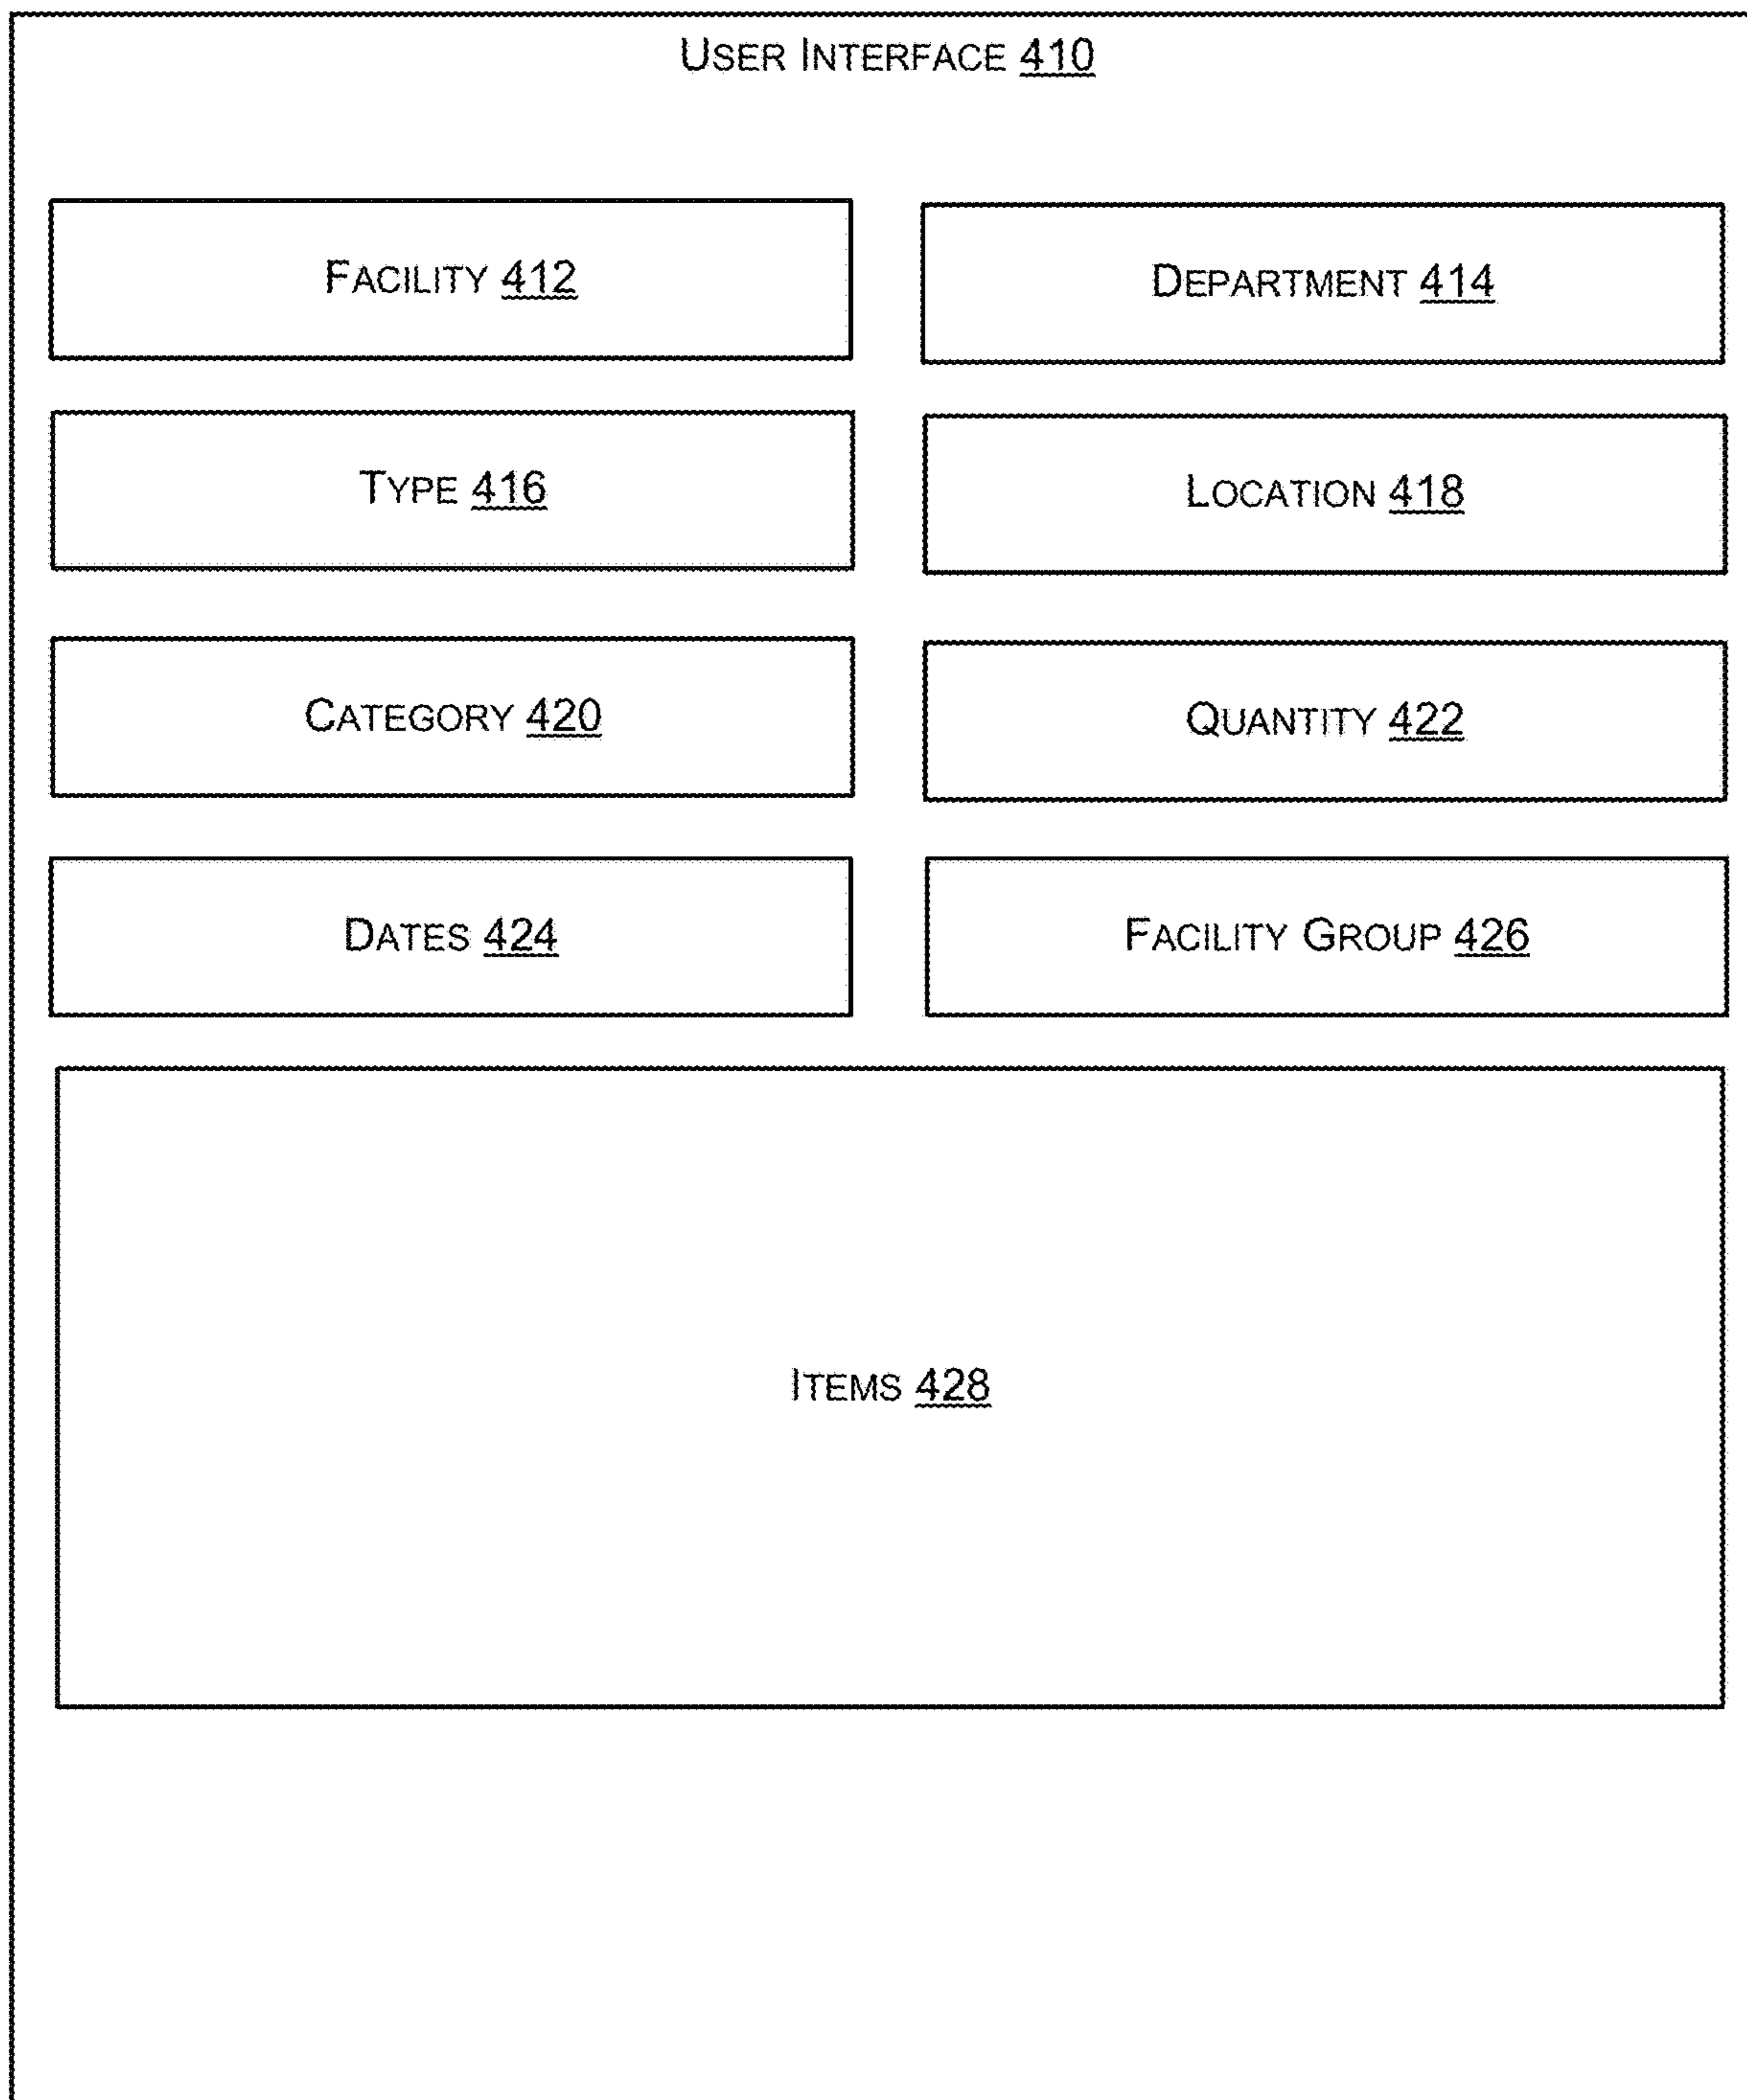 USER INTERFACE 410
FACILITY 412
DEPARTMENT 414
TYPE 416
LOCATION 418
CATEGORY 420
QUANTITY 422
DATES 424
FACILITY GROUP 426
ITEMS 428